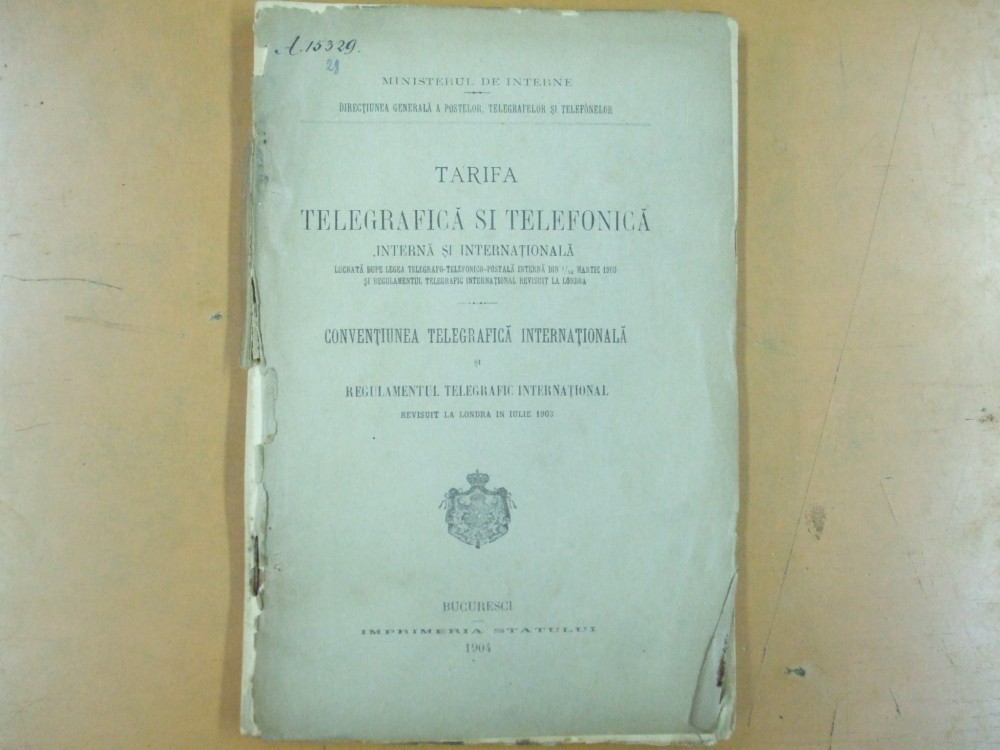 A. 15329.
28
MINISTERUL DE INTERNE
DIRECȚIUNEA GENERALĂ A POSTELOR, TELEGRAFELOR ȘI TELEFÓNELOR
TARIFA
TELEGRAFICĂ SI TELEFONICĂ
INTERNĂ ȘI INTERNAȚIONALĂ
LUCRATĂ DUPE LEGEA TELEGRAFO-TELEFONICO-POSTALĂ INTERNĂ DIN MARTIE 1903
ȘI REGULAMENTUL TELEGRAFIC INTERNAȚIONAL REVISUIT LA LONDRA
CONVENȚIUNEA TELEGRAFICĂ INTERNAȚIONALĂ
ȘI
REGULAMENTUL TELEGRAFIC INTERNAȚIONAL
REVISUIT LA LONDRA IN IULIE 1903
BUCURESCI
IMPRIMERIA STATULUI
1904